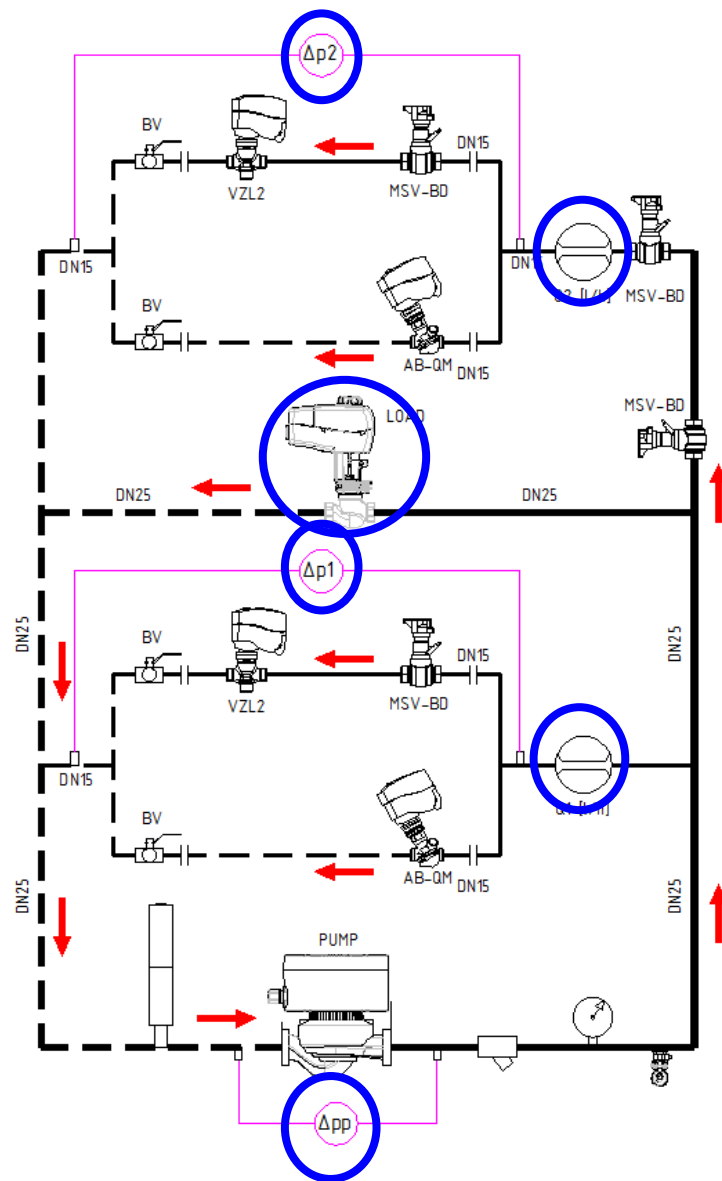 Δp2
BV
DN15
VZL2
MSV-BD
DN15
DN15
MSV-BD
BV
AB-QM
DN15
MSV-BD
LOAD
DN25
DN25
Δp1
DN25
DN25
BV
DN15
VZL2
MSV-BD
DN15
BV
AB-QM
DN15
DN25
DN25
PUMP
Δpp